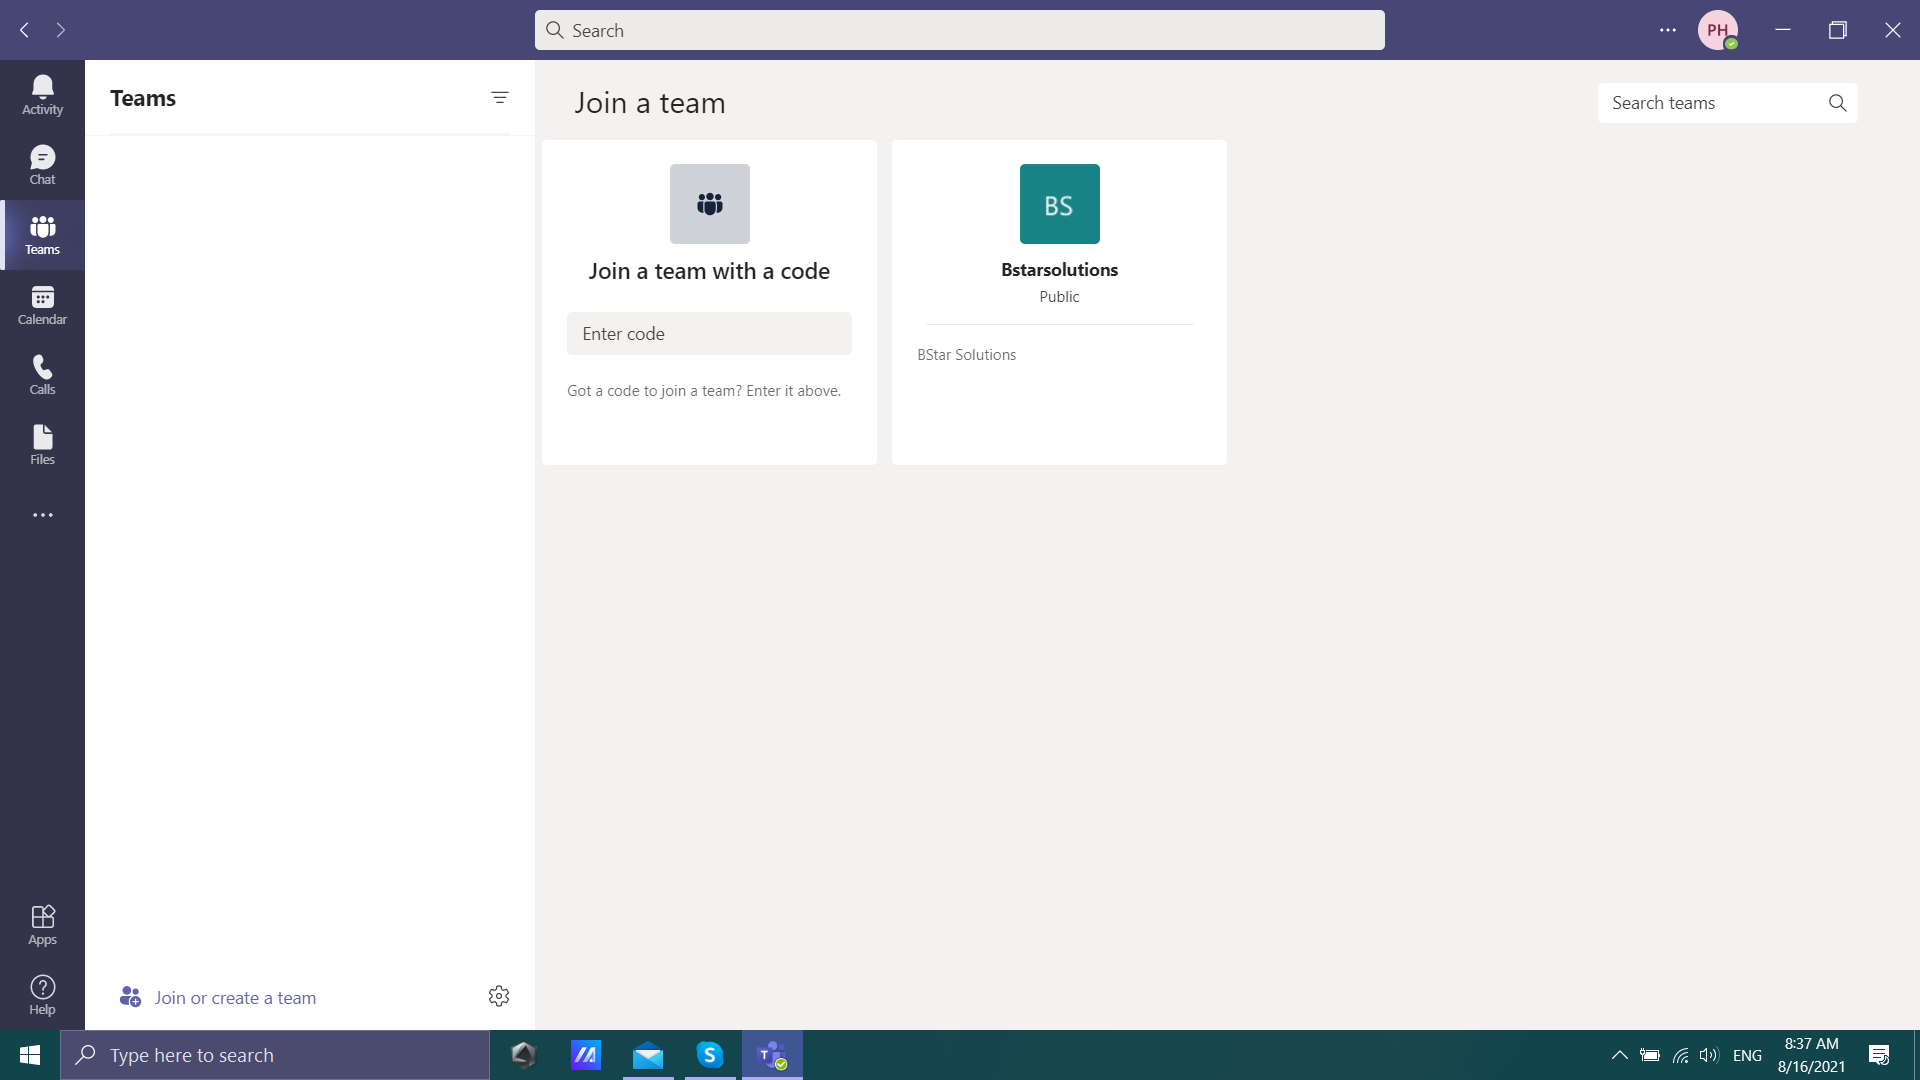 Search
PH
Activity
Chat
Teams
Calendar
Calls
Files
Apps
Help
Teams
Join or create a team
Join a team
Search teams
Join a team with a code
Enter code
Got a code to join a team? Enter it above.
BS
Bstarsolutions
Public
BStar Solutions
Type here to search
S
T
ENG
8:37 AM
8/16/2021